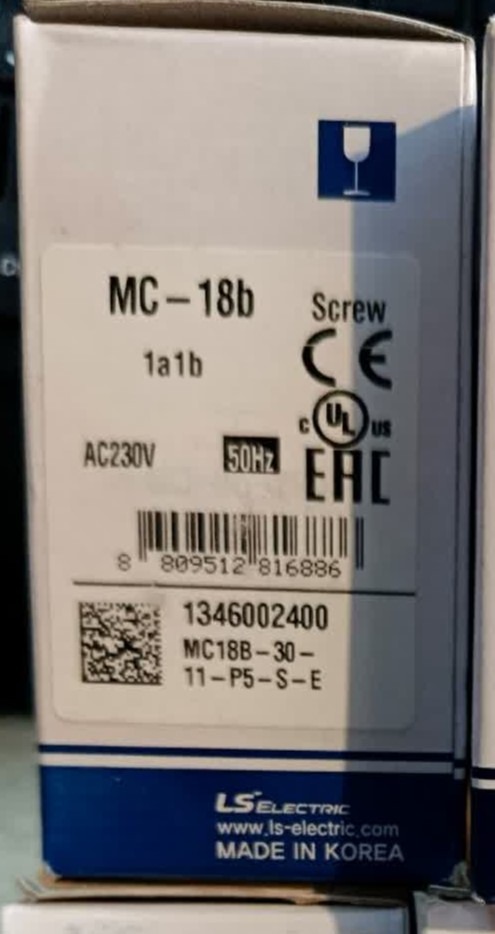 MC-18b
Screw
1a1b
CE
c UL us
AC230V
50Hz
EAC
8 809512 816886
1346002400
MC18B-30-
11-P5-S-E
LS ELECTRIC
www.ls-electric.com
MADE IN KOREA